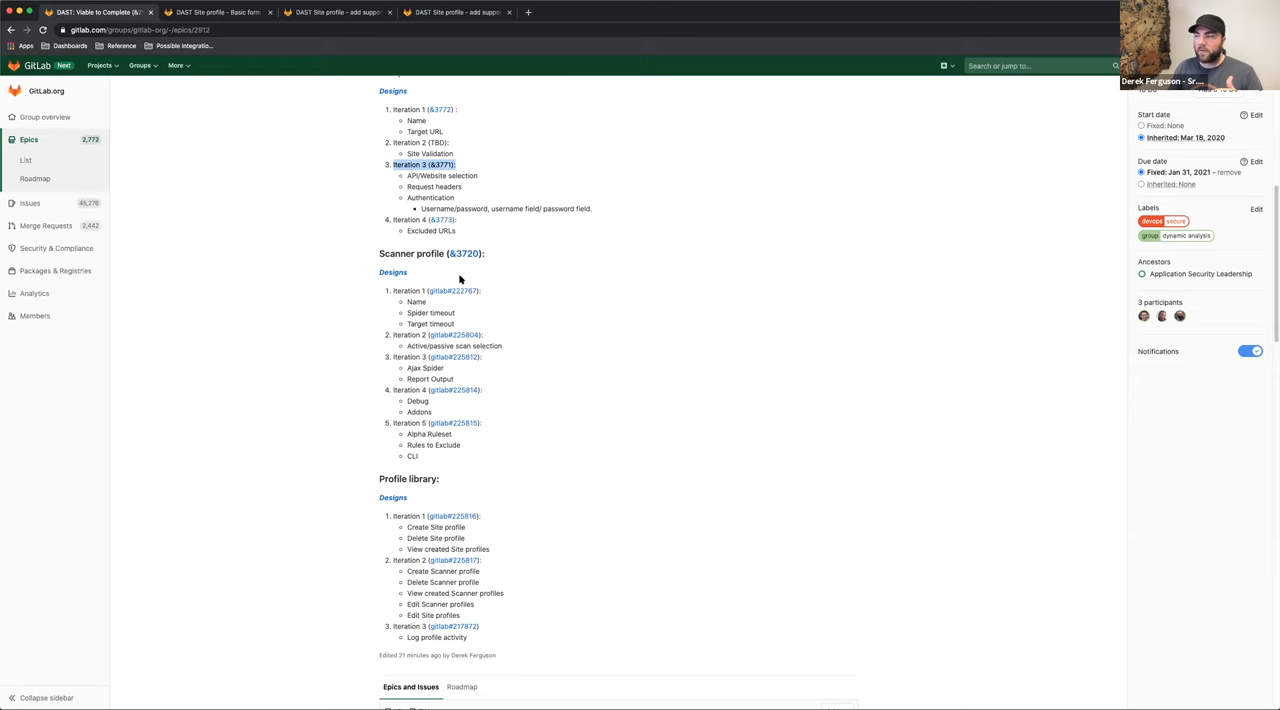 DAST: Viable to Complete (&2
DAST Site profile - Basic form
DAST Site profile - add suppo
DAST Site profile - add suppo
gitlab.com/groups/gitlab-org/-/epics/2912
Apps
Dashboards
Reference
Possible integratio...
GitLab Next
Projects
Groups
More
Search or jump to...
Derek Ferguson - Sr....
GitLab.org
Group overview
Epics 2,772
List
Roadmap
Issues 45,276
Merge Requests 2,442
Security & Compliance
Packages & Registries
Analytics
Members
Collapse sidebar
Designs
1. Iteration 1 (&3772) :
Name
Target URL
2. Iteration 2 (TBD):
Site Validation
3. Iteration 3 (&3771):
API/Website selection
Request headers
Authentication
Username/password, username field/ password field.
4. Iteration 4 (&3773):
Excluded URLs
Scanner profile (&3720):
Designs
1. Iteration 1 (gitlab#222767):
Name
Spider timeout
Target timeout
2. Iteration 2 (gitlab#225804):
Active/passive scan selection
3. Iteration 3 (gitlab#225812):
Ajax Spider
Report Output
4. Iteration 4 (gitlab#225814):
Debug
Addons
5. Iteration 5 (gitlab#225815):
Alpha Ruleset
Rules to Exclude
CLI
Profile library:
Designs
1. Iteration 1 (gitlab#225816):
Create Site profile
Delete Site profile
View created Site profiles
2. Iteration 2 (gitlab#225817):
Create Scanner profile
Delete Scanner profile
View created Scanner profiles
Edit Scanner profiles
Edit Site profiles
3. Iteration 3 (gitlab#217872)
Log profile activity
Edited 21 minutes ago by Derek Ferguson
Epics and Issues
Roadmap
Start date
Edit
Fixed: None
Inherited: Mar 18, 2020
Due date
Edit
Fixed: Jan 31, 2021 – remove
Inherited: None
Labels
Edit
devops secure
group dynamic analysis
Ancestors
Application Security Leadership
3 participants
Notifications